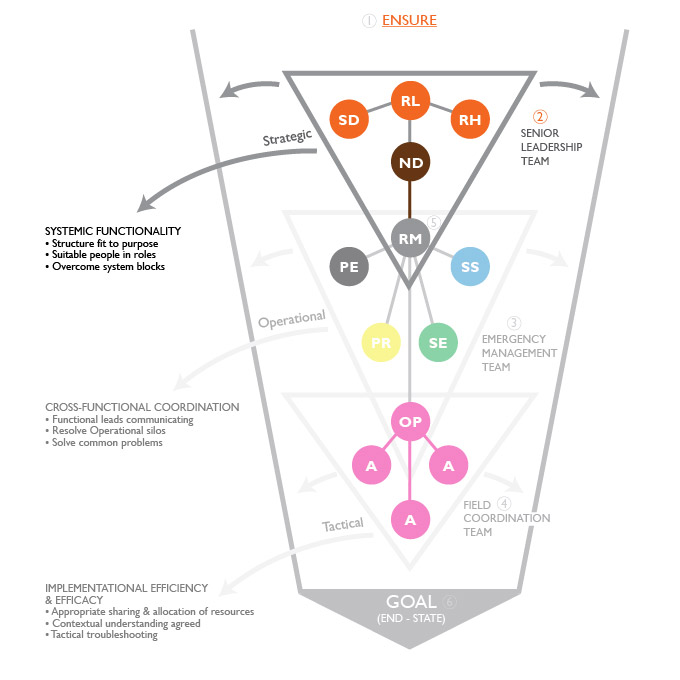 ① ENSURE
RL
SD
RH
②
SENIOR
LEADERSHIP
TEAM
Strategic
ND
SYSTEMIC FUNCTIONALITY
• Structure fit to purpose
• Suitable people in roles
• Overcome system blocks
⑤
RM
PE
SS
Operational
③
EMERGENCY
MANAGEMENT
TEAM
PR
SE
CROSS-FUNCTIONAL COORDINATION
• Functional leads communicating
• Resolve Operational silos
• Solve common problems
OP
A
A
FIELD ④
COORDINATION
TEAM
Tactical
A
IMPLEMENTATIONAL EFFICIENCY
& EFFICACY
• Appropriate sharing & allocation of resources
• Contextual understanding agreed
• Tactical troubleshooting
GOAL ⑥
(END - STATE)